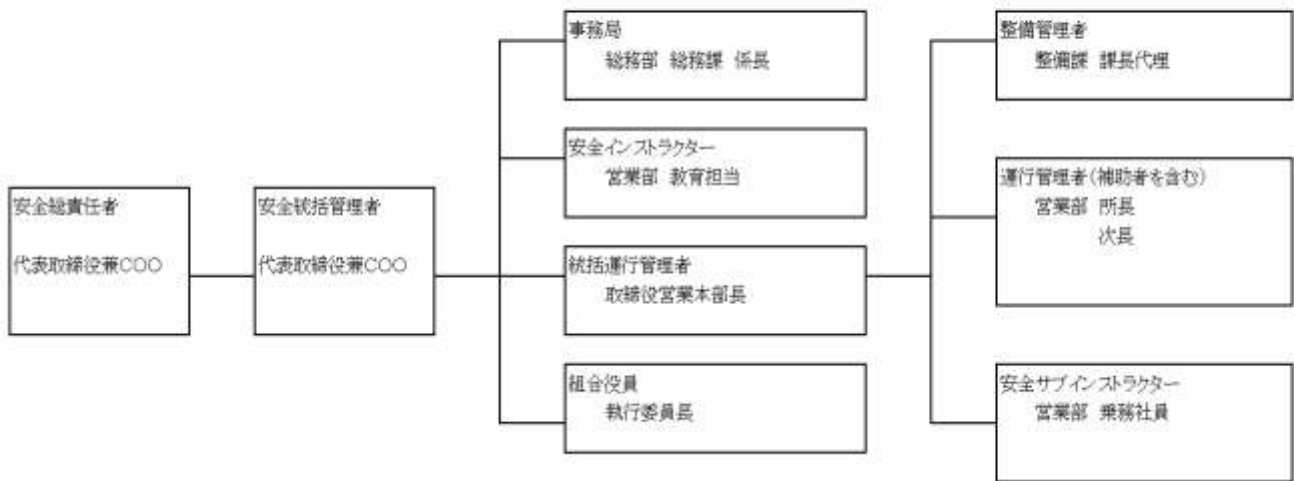 安全総責任者
代表取締役兼COO
安全統括管理者
代表取締役兼COO
事務局
総務部 総務課 係長
安全インストラクター
営業部 教育担当
統括運行管理者
取締役営業本部長
組合役員
執行委員長
整備管理者
整備課 課長代理
運行管理者(補助者を含む)
営業部 所長
次長
安全サブインストラクター
営業部 乗務社員